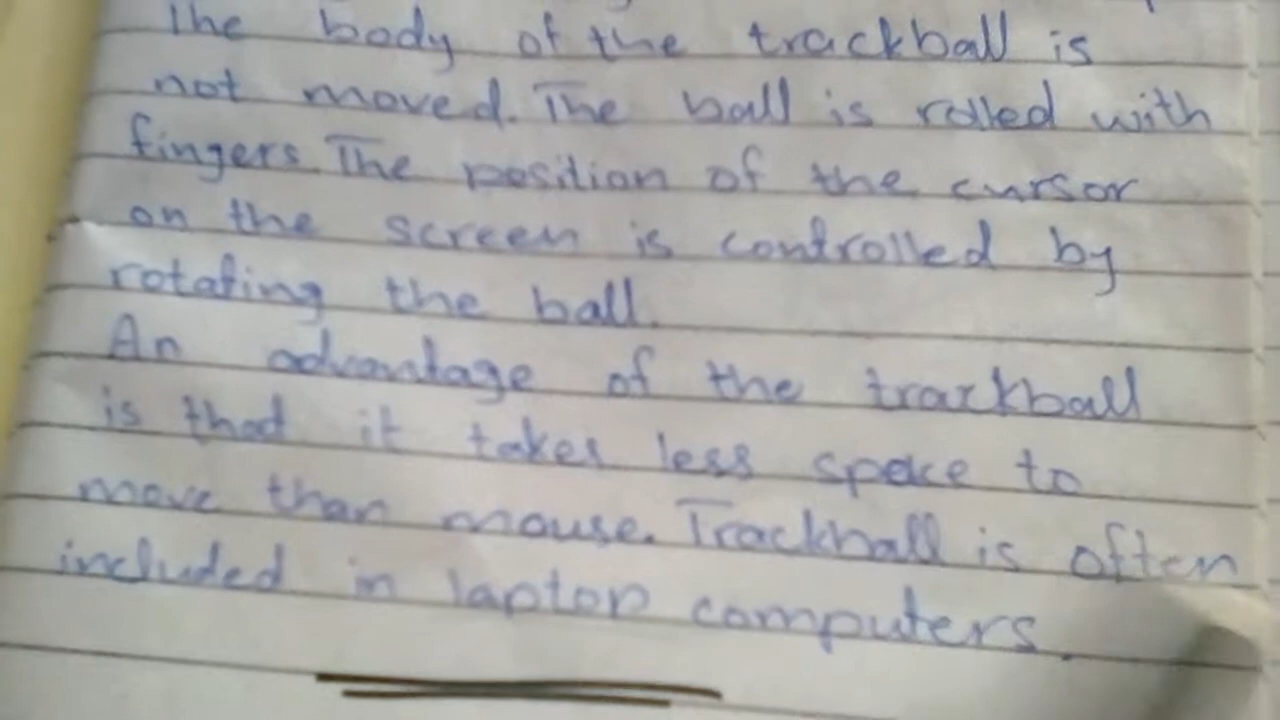 The body of the trackball is
not moved. The ball is rolled with
fingers. The position of the cursor
on the screen is controlled by
rotating the ball.
An advantage of the trackball
is that it takes less spake to
move than mouse. Trackball is often
included in laptop computers.